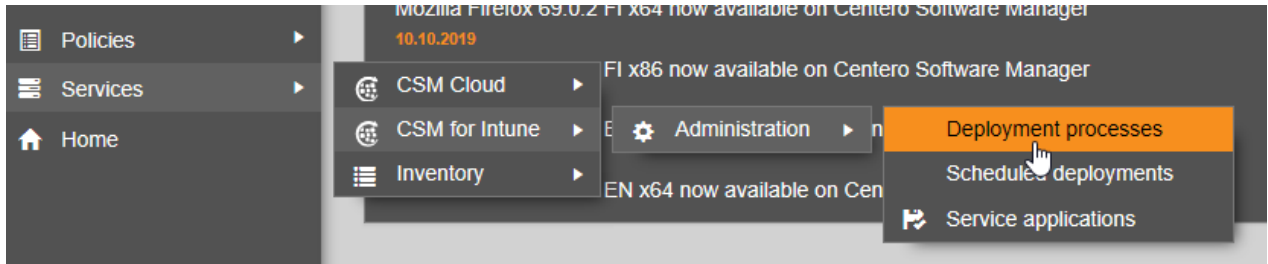 Mozilla Firefox 69.0.2 FI x64 now available on Centero Software Manager
Policies
10.10.2019
FI x86 now available on Centero Software Manager
Services
CSM Cloud
CSM for Intune
Administration
Deployment processes
Home
Inventory
Scheduled deployments
EN x64 now available on Cen
Service applications